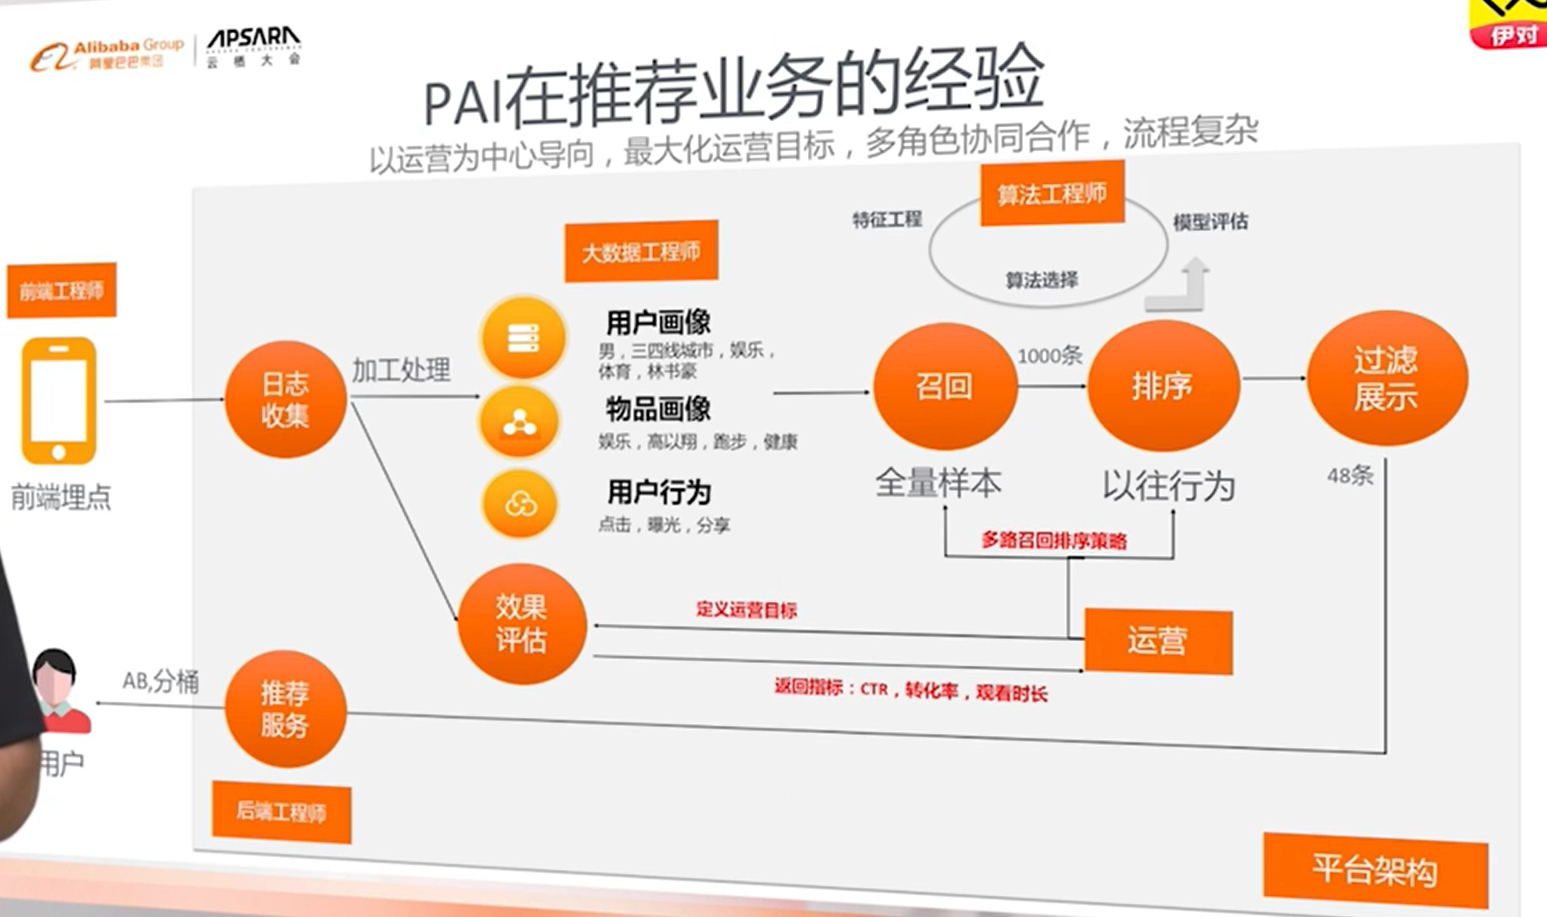 Alibaba Group
阿里巴巴集团
APSARA
云栖大会
伊对
PAI在推荐业务的经验
以运营为中心导向，最大化运营目标，多角色协同合作，流程复杂
算法工程师
特征工程
模型评估
算法选择
大数据工程师
前端工程师
前端埋点
日志
收集
加工处理
用户画像
男，三四线城市，娱乐，
体育，林书豪
物品画像
娱乐，高以翔，跑步，健康
用户行为
点击，曝光，分享
召回
1000条
排序
过滤
展示
全量样本
以往行为
48条
多路召回排序策略
效果
评估
定义运营目标
运营
返回指标：CTR，转化率，观看时长
AB,分桶
推荐
服务
用户
后端工程师
平台架构